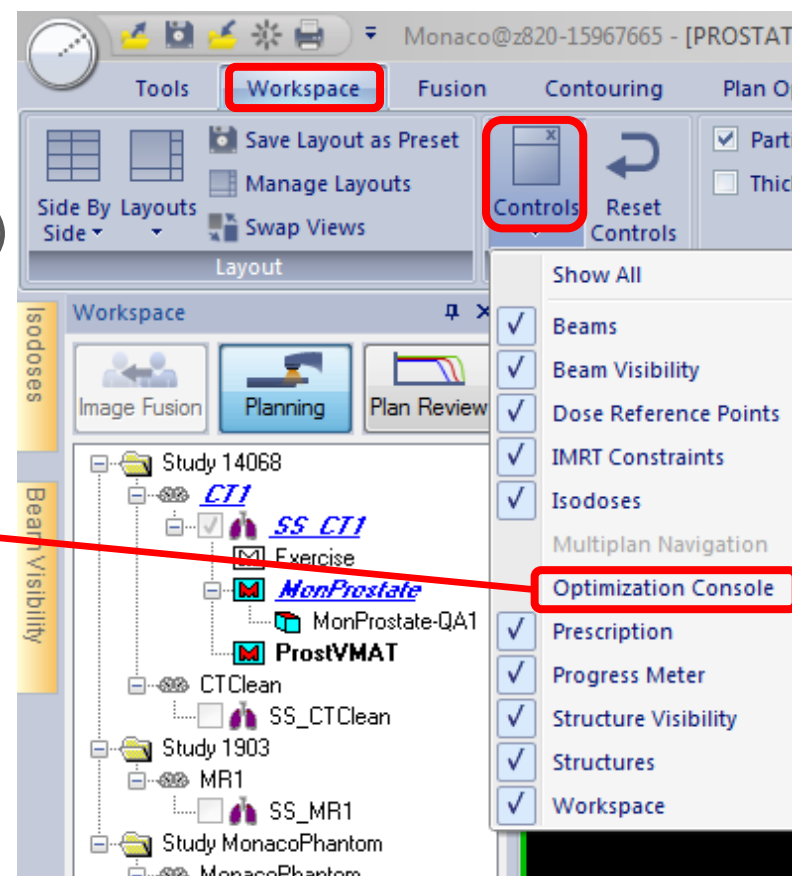 Monaco@z820-15967665 - [PROSTAT
Tools Workspace Fusion Contouring Plan O
Side By Side
Layouts
Save Layout as Preset
Manage Layouts
Swap Views
Layout
Controls
Reset Controls
Parti
Thic
Isodoses
Beam Visibility
Workspace
Image Fusion
Planning
Plan Review
Study 14068
CT1
SS_CT1
Exercise
MonProstate
MonProstate-QA1
ProstVMAT
CTClean
SS_CTClean
Study 1903
MR1
SS_MR1
Study MonacoPhantom
MonacoPhantom
Show All
Beams
Beam Visibility
Dose Reference Points
IMRT Constraints
Isodoses
Multiplan Navigation
Optimization Console
Prescription
Progress Meter
Structure Visibility
Structures
Workspace